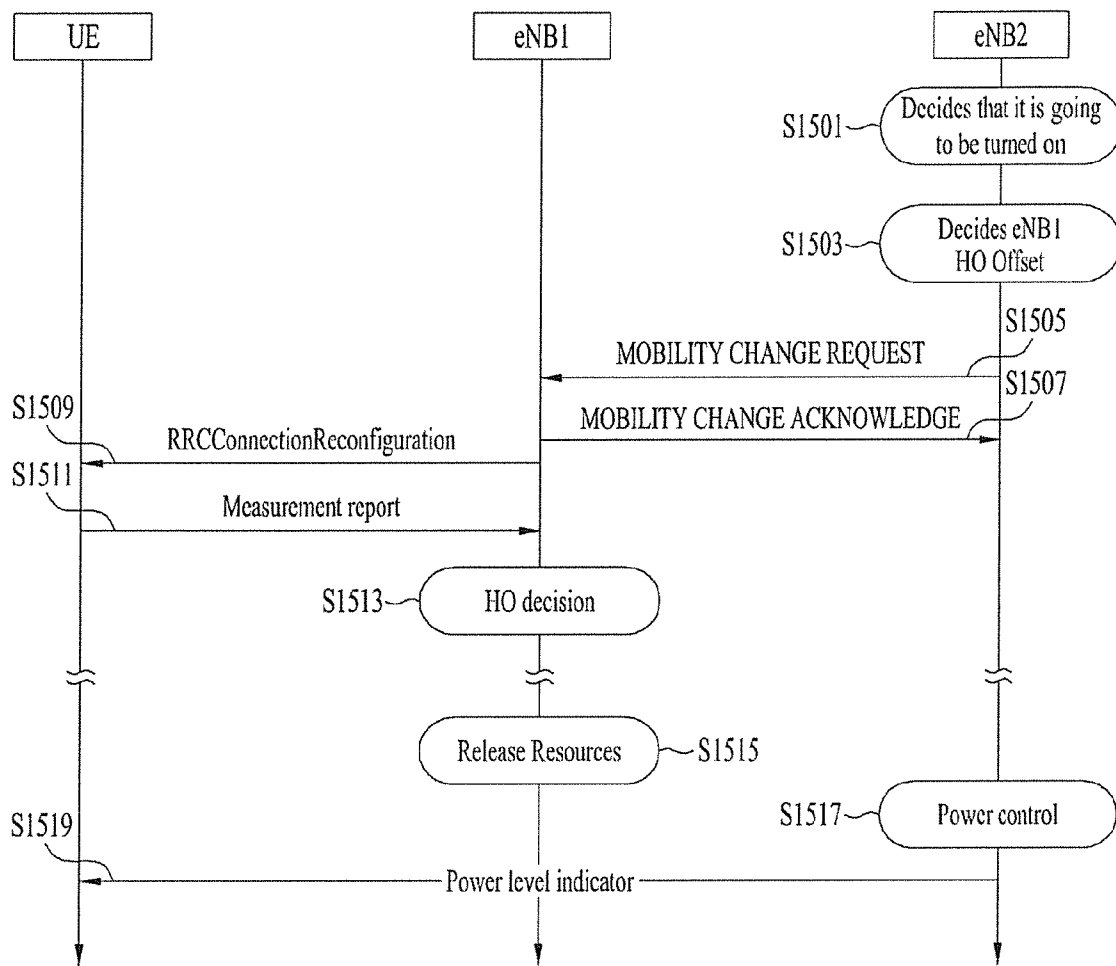 UE
eNB1
eNB2
S1501
Decides that it is going
to be turned on
S1503
Decides eNB1
HO Offset
S1505
MOBILITY CHANGE REQUEST
S1507
MOBILITY CHANGE ACKNOWLEDGE
S1509
RRCConnectionReconfiguration
S1511
Measurement report
S1513
HO decision
Release Resources
S1515
S1517
Power control
S1519
Power level indicator